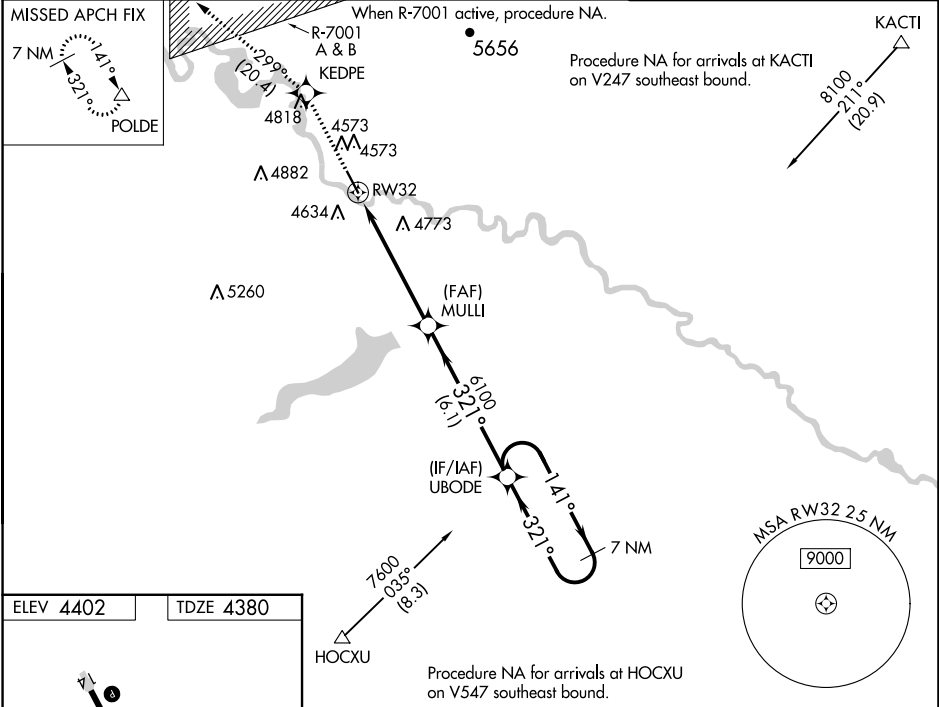 MISSED APCH FIX
7 NM
141°
321°
POLDE
When R-7001 active, procedure NA.
R-7001
A & B
5656
KACTI
Procedure NA for arrivals at KACTI
on V247 southeast bound.
8100
211°
(20.9)
299°
(20.4)
KEDPE
4818
4573
4573
4882
RW32
4634
4773
5260
(FAF)
MULLI
6100
321°
(6.1)
(IF/IAF)
UBODE
141°
321°
7 NM
MSA RW32 25 NM
9000
7600
035°
(8.3)
HOCXU
ELEV 4402
TDZE 4380
Procedure NA for arrivals at HOCXU
on V547 southeast bound.
14
P